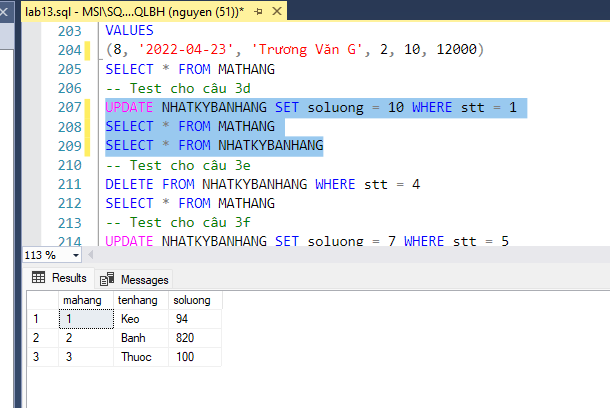 lab13.sql - MSI\SQ....QLBH (nguyen (51))*
203 VALUES
204 (8, '2022-04-23', 'Trương Văn G', 2, 10, 12000)
205 SELECT * FROM MATHANG
206 -- Test cho câu 3d
207 UPDATE NHATKYBANHANG SET soluong = 10 WHERE stt = 1
208 SELECT * FROM MATHANG
209 SELECT * FROM NHATKYBANHANG
210 -- Test cho câu 3e
211 DELETE FROM NHATKYBANHANG WHERE stt = 4
212 SELECT * FROM MATHANG
213 -- Test cho câu 3f
214 UPDATE NHATKYBANHANG SET soluong = 7 WHERE stt = 5
113 %
Results Messages
mahang tenhang soluong
1 1 Keo 94
2 2 Banh 820
3 3 Thuoc 100